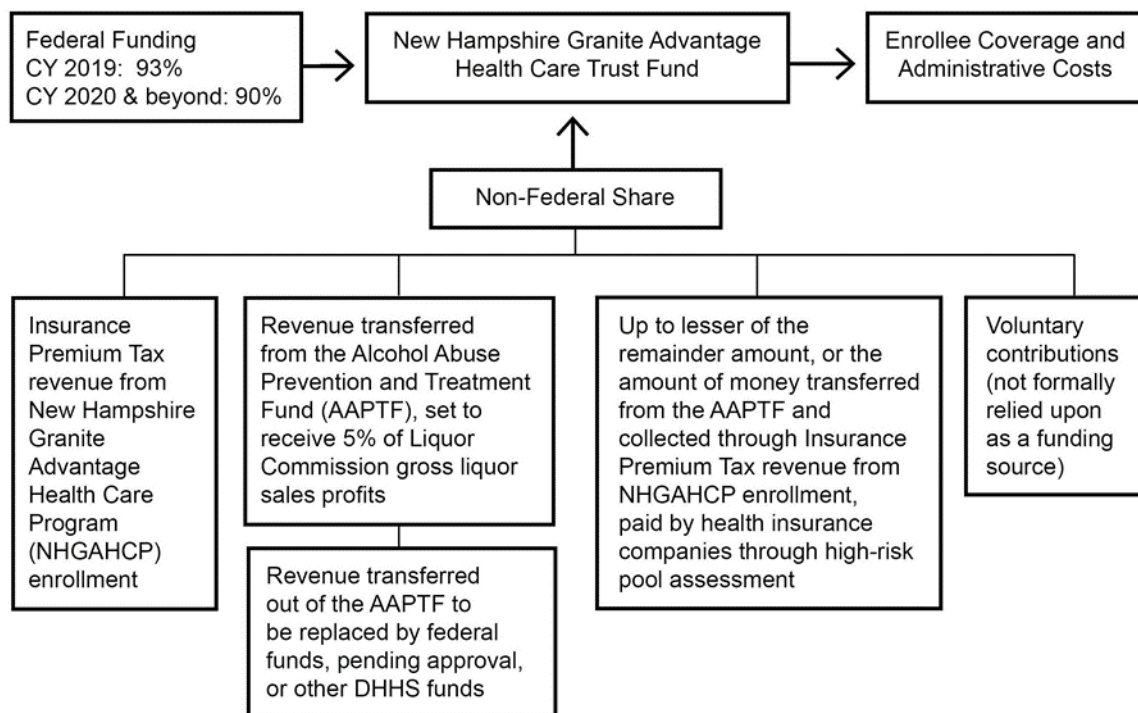 Federal Funding
CY 2019: 93%
CY 2020 & beyond: 90%
New Hampshire Granite Advantage
Health Care Trust Fund
Enrollee Coverage and
Administrative Costs
Non-Federal Share
Insurance
Premium Tax
revenue from
New Hampshire
Granite
Advantage
Health Care
Program
(NHGAHCP)
enrollment
Revenue transferred
from the Alcohol Abuse
Prevention and Treatment
Fund (AAPTF), set to
receive 5% of Liquor
Commission gross liquor
sales profits
Revenue transferred
out of the AAPTF to
be replaced by federal
funds, pending approval,
or other DHHS funds
Up to lesser of the
remainder amount, or the
amount of money transferred
from the AAPTF and
collected through Insurance
Premium Tax revenue from
NHGAHCP enrollment,
paid by health insurance
companies through high-risk
pool assessment
Voluntary
contributions
(not formally
relied upon
as a funding
source)